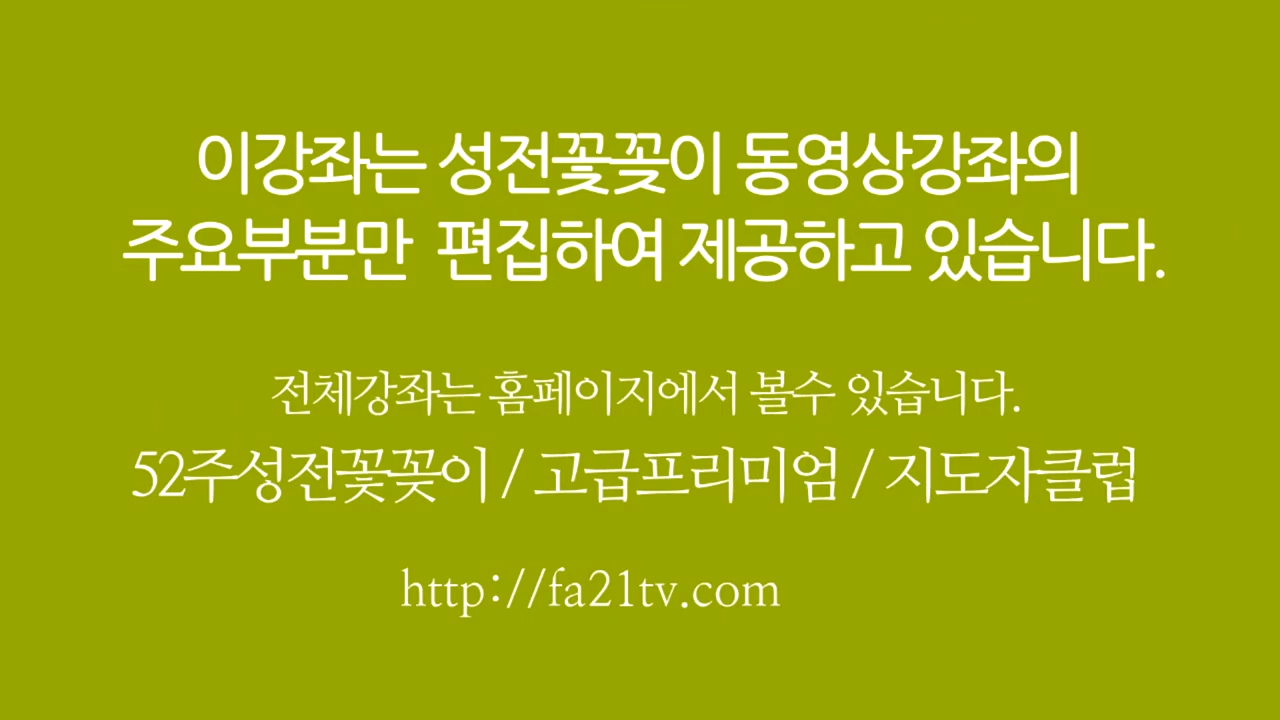 이강좌는 성전꽃꽂이 동영상강좌의
주요부분만 편집하여 제공하고 있습니다.
전체강좌는 홈페이지에서 볼수 있습니다.
52주성전꽃꽂이 / 고급프리미엄 / 지도자클럽
http://fa21tv.com